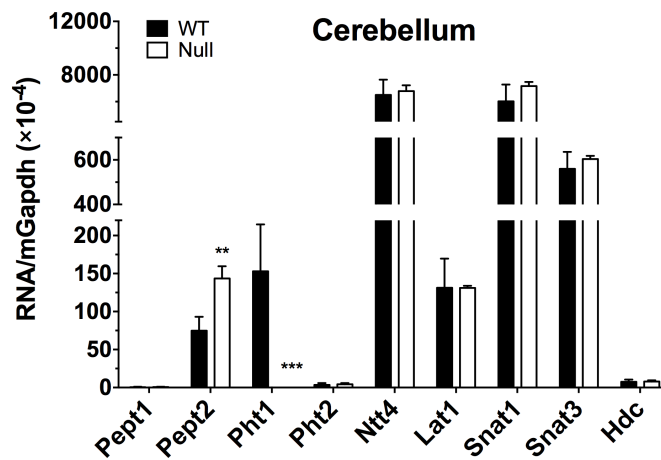 Cerebellum
WT
Null
RNA/mGapdh (×10-4)
12000
8000
600
400
200
150
100
50
0
**
***
Pept1
Pept2
Pht1
Pht2
Ntt4
Lat1
Snat1
Snat3
Hdc